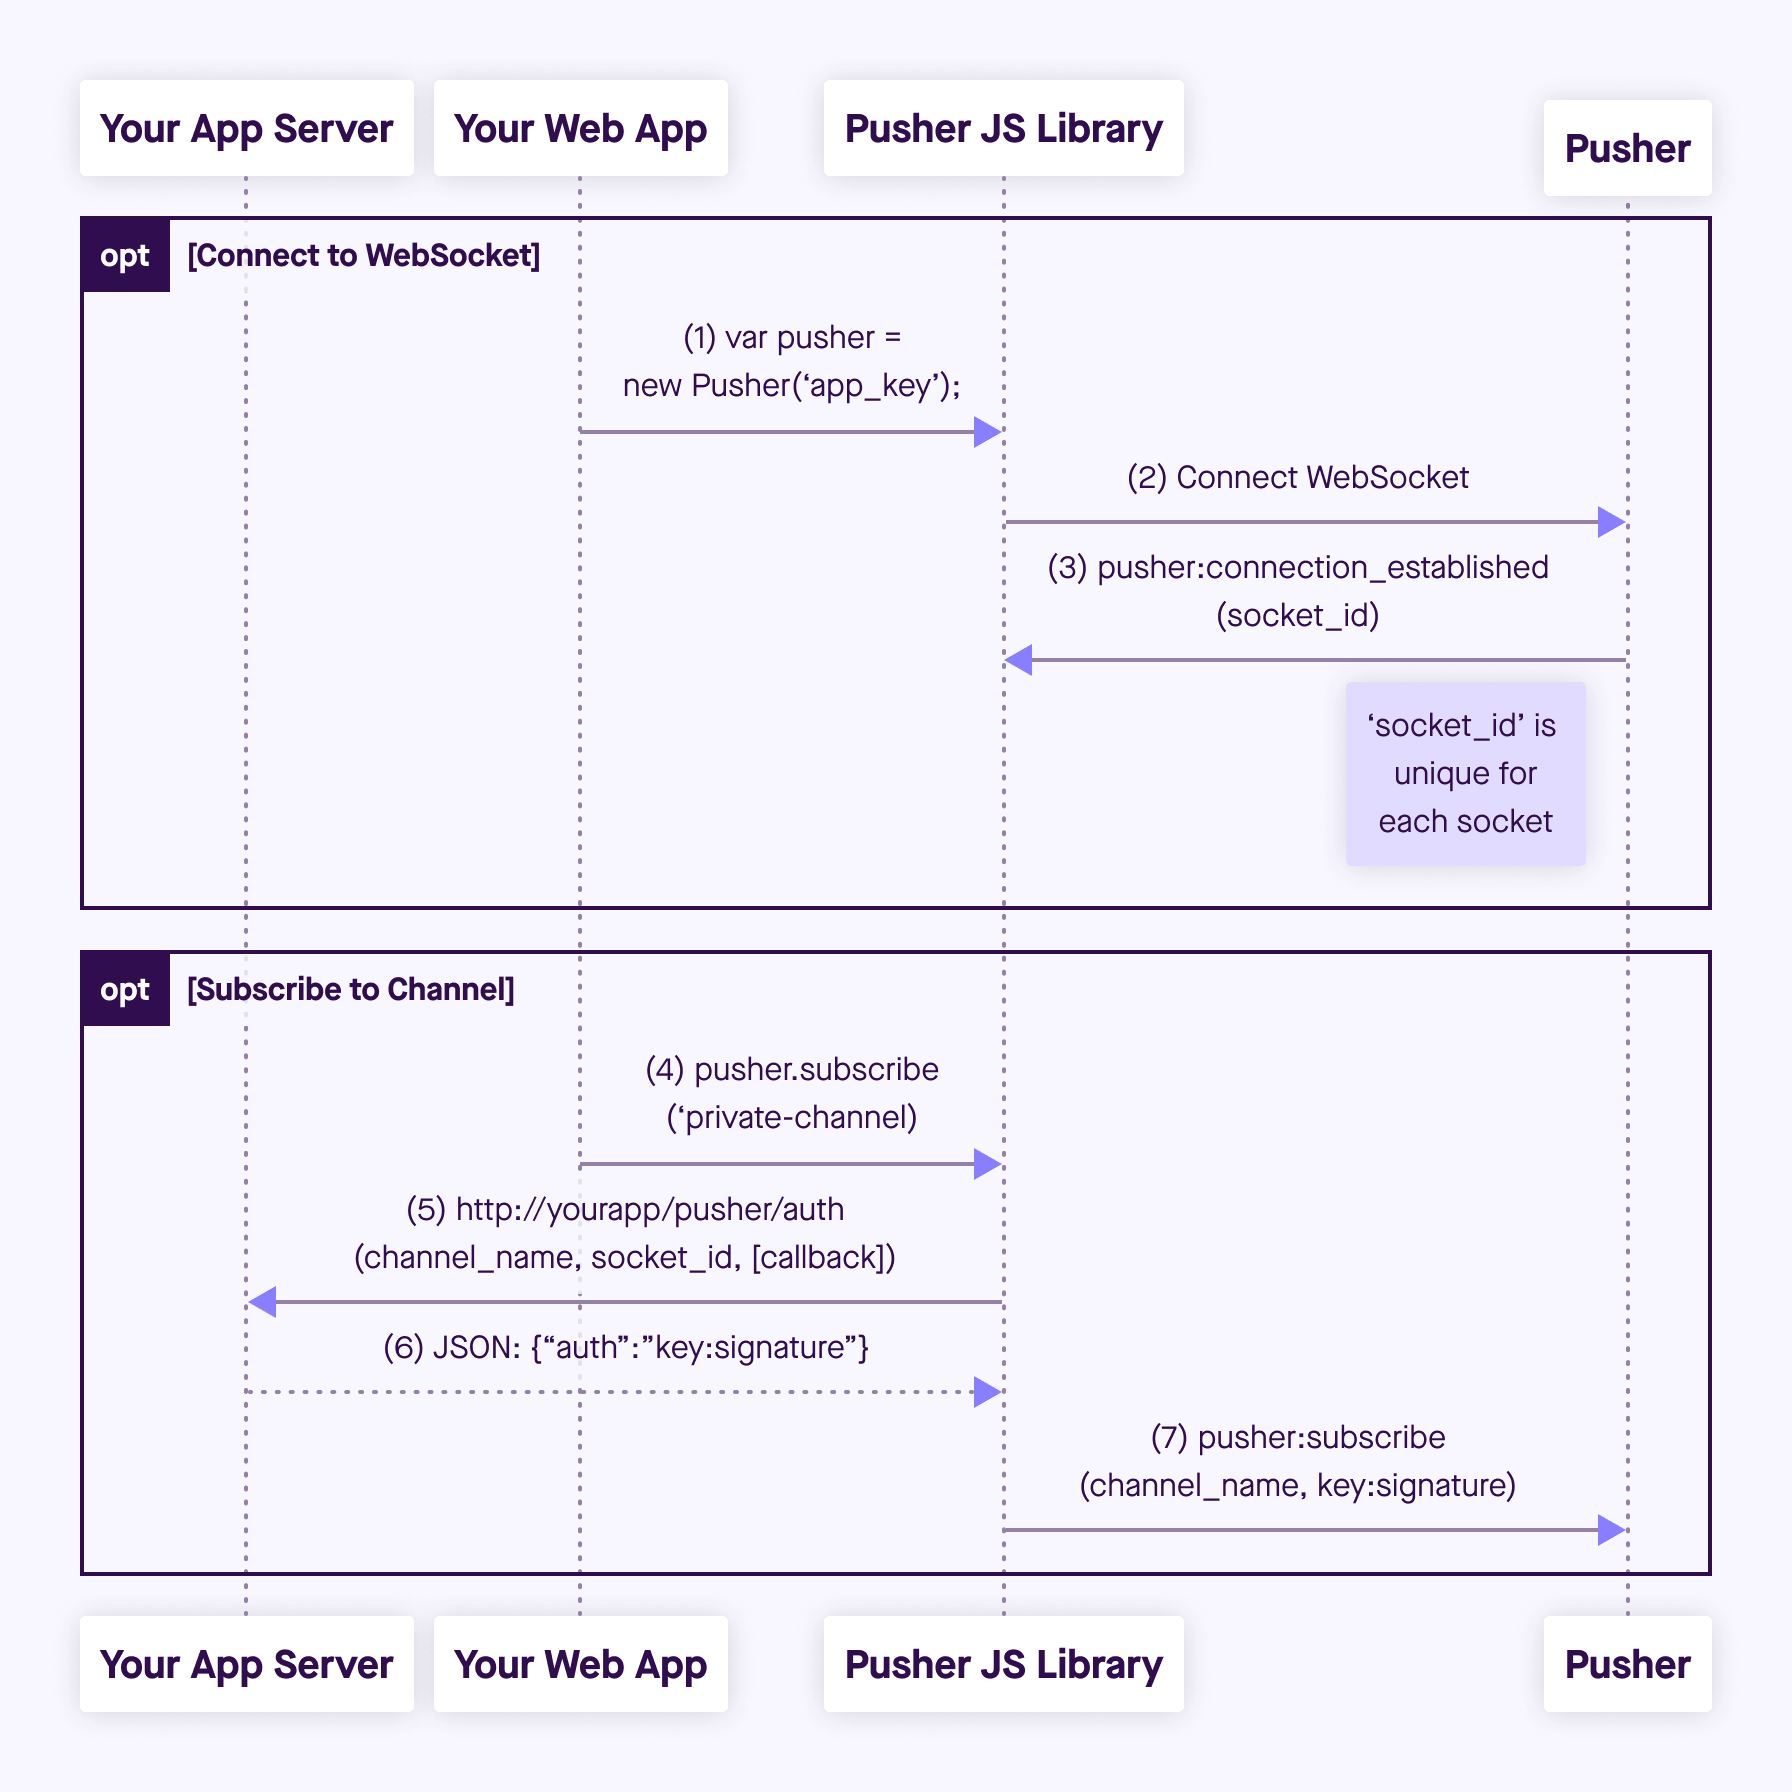 Your App Server
Your Web App
Pusher JS Library
Pusher
opt
[Connect to WebSocket]
(1) var pusher =
new Pusher(‘app_key’);
(2) Connect WebSocket
(3) pusher:connection_established
(socket_id)
‘socket_id’ is
unique for
each socket
opt
[Subscribe to Channel]
(4) pusher.subscribe
(‘private-channel)
(5) http://yourapp/pusher/auth
(channel_name, socket_id, [callback])
(6) JSON: {“auth”:”key:signature”}
(7) pusher:subscribe
(channel_name, key:signature)
Your App Server
Your Web App
Pusher JS Library
Pusher